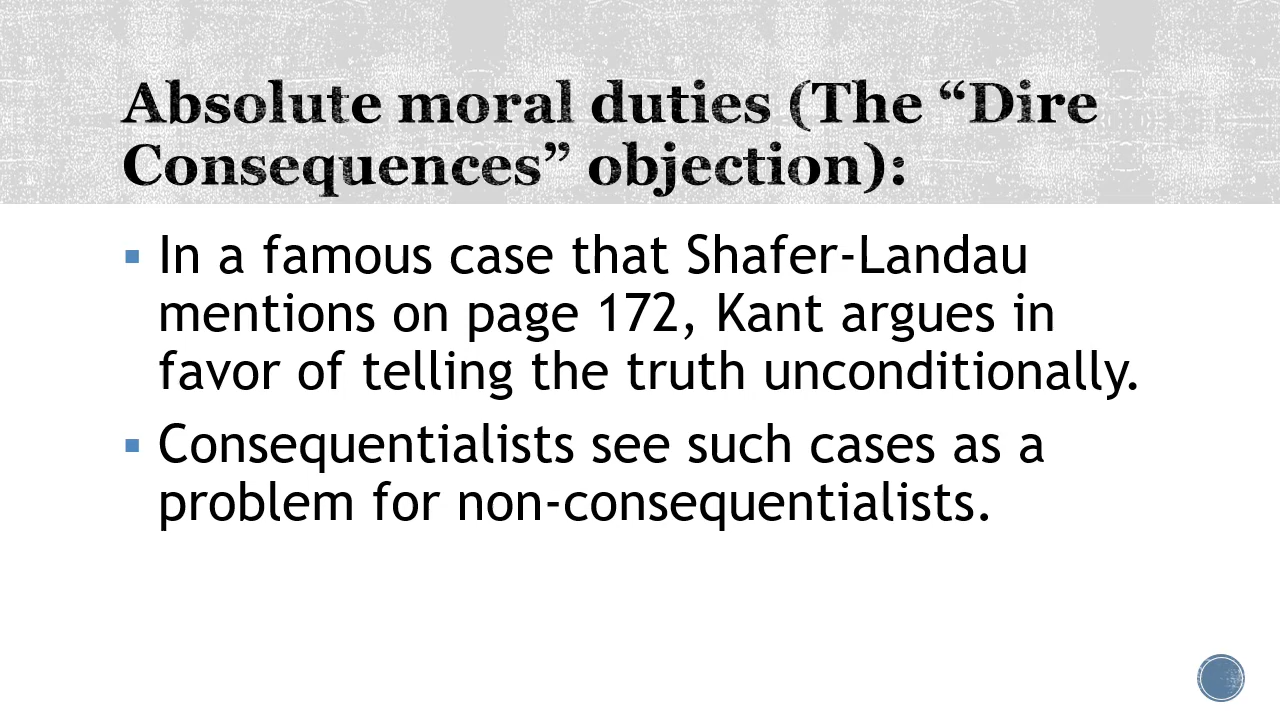 Absolute moral duties (The “Dire
Consequences” objection):
▪ In a famous case that Shafer-Landau
mentions on page 172, Kant argues in
favor of telling the truth unconditionally.
▪ Consequentialists see such cases as a
problem for non-consequentialists.